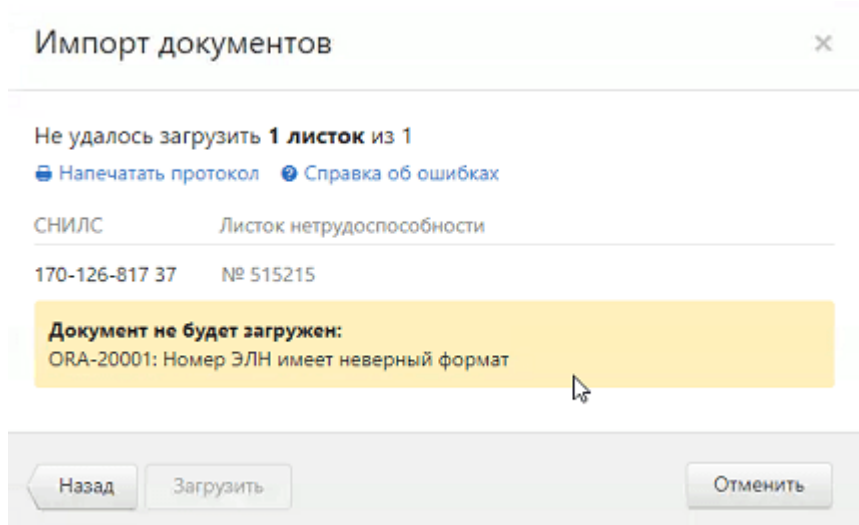 Импорт документов
Не удалось загрузить 1 листок из 1
Напечатать протокол Справка об ошибках
СНИЛС Листок нетрудоспособности
170-126-817 37 № 515215
Документ не будет загружен:
ORA-20001: Номер ЭЛН имеет неверный формат
Назад Загрузить Отменить